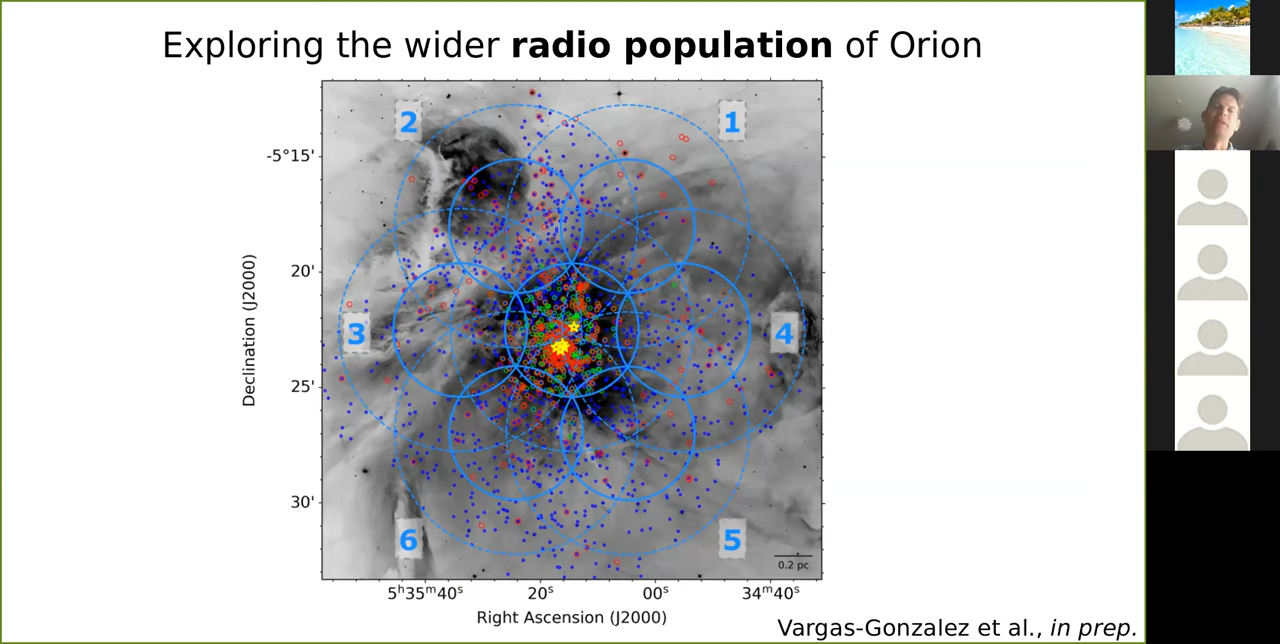 Exploring the wider radio population of Orion
2
1
-5°15'
20'
3
4
25'
30'
6
5
0.2 pc
5ʰ35ᵐ40ˢ 20ˢ 00ˢ 34ᵐ40ˢ
Declination (J2000)
Right Ascension (J2000)
Vargas-Gonzalez et al., in prep.